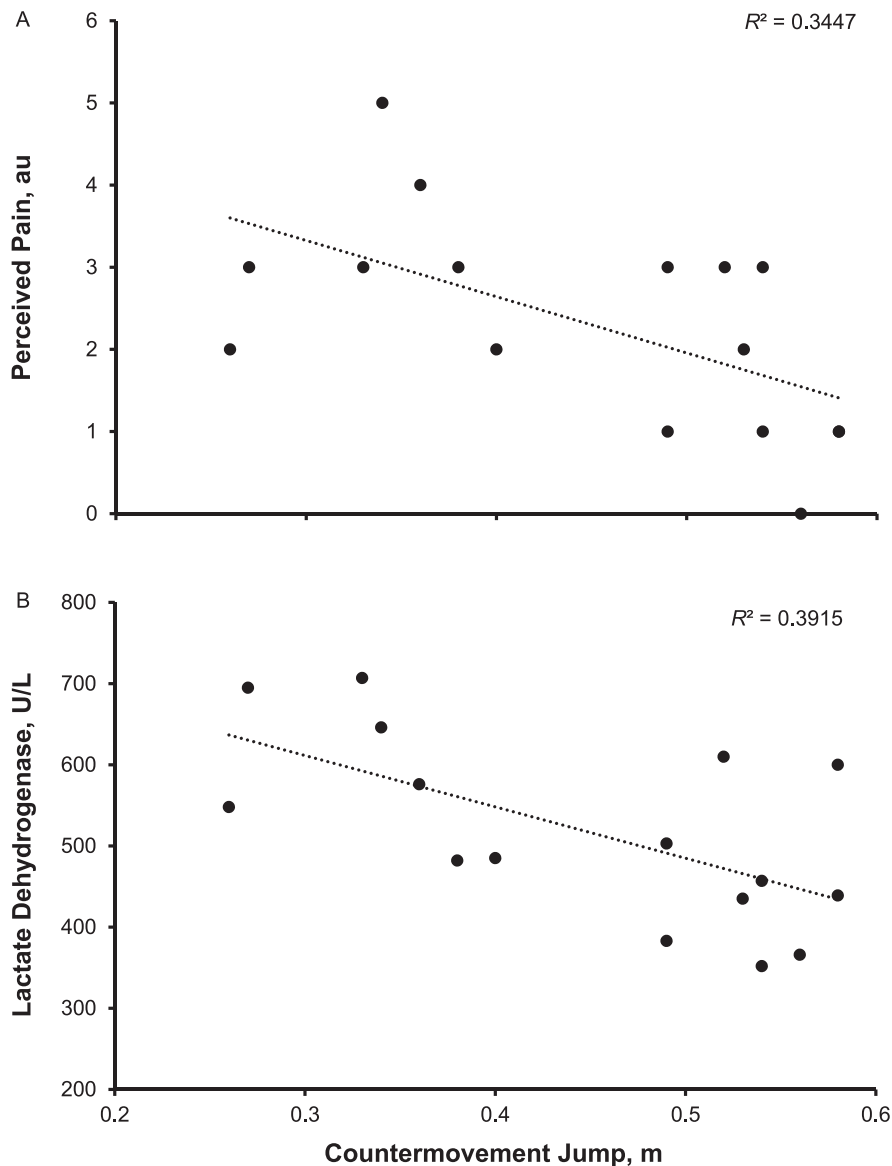 A
R² = 0.3447
6
5
4
3
2
1
0
Perceived Pain, au
B
R² = 0.3915
800
700
600
500
400
300
200
Lactate Dehydrogenase, U/L
0.2 0.3 0.4 0.5 0.6
Countermovement Jump, m